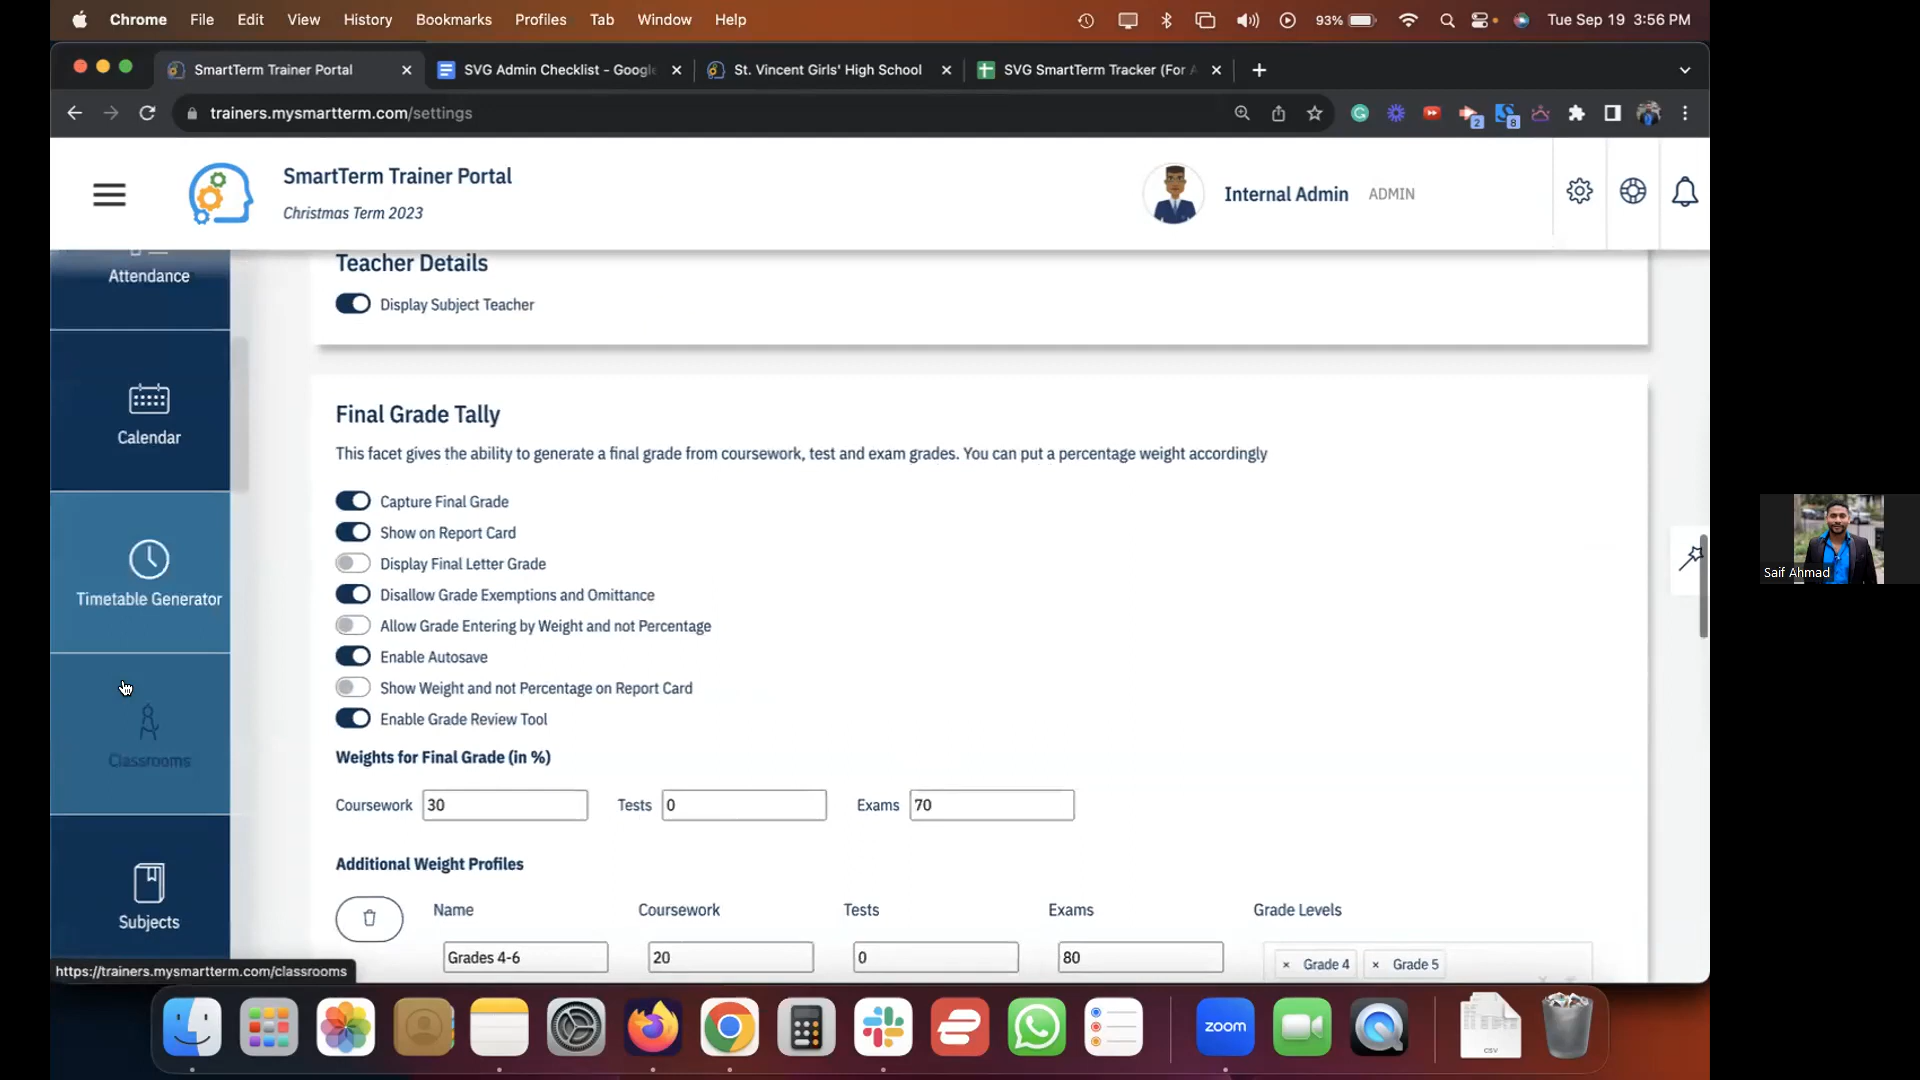 Chrome File Edit View History Bookmarks Profiles Tab Window Help 93% Tue Sep 19 3:56 PM
SmartTerm Trainer Portal SVG Admin Checklist - Google St. Vincent Girls' High School SVG SmartTerm Tracker (For A
trainers.mysmartterm.com/settings 2 8
SmartTerm Trainer Portal
Christmas Term 2023
Internal Admin ADMIN
Attendance
Calendar
Timetable Generator
Classrooms
Subjects
Teacher Details
Display Subject Teacher
Final Grade Tally
This facet gives the ability to generate a final grade from coursework, test and exam grades. You can put a percentage weight accordingly
Capture Final Grade
Show on Report Card
Display Final Letter Grade
Disallow Grade Exemptions and Omittance
Allow Grade Entering by Weight and not Percentage
Enable Autosave
Show Weight and not Percentage on Report Card
Enable Grade Review Tool
Weights for Final Grade (in %)
Coursework 30 Tests 0 Exams 70
Additional Weight Profiles
Name Coursework Tests Exams Grade Levels
Grades 4-6 20 0 80 × Grade 4 × Grade 5
https://trainers.mysmartterm.com/classrooms
zoom
CSV
Saif Ahmad